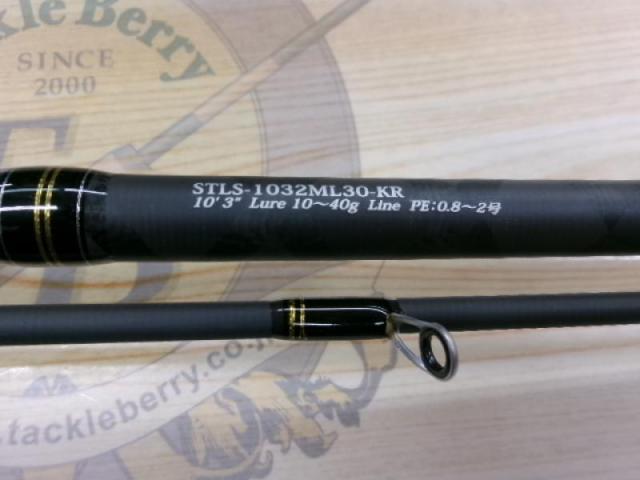 ckle Berry
SINCE
2000
STLS-1032ML30-KR
10' 3" Lure 10~40g Line PE:0.8~2号
.tackleberry.co.j